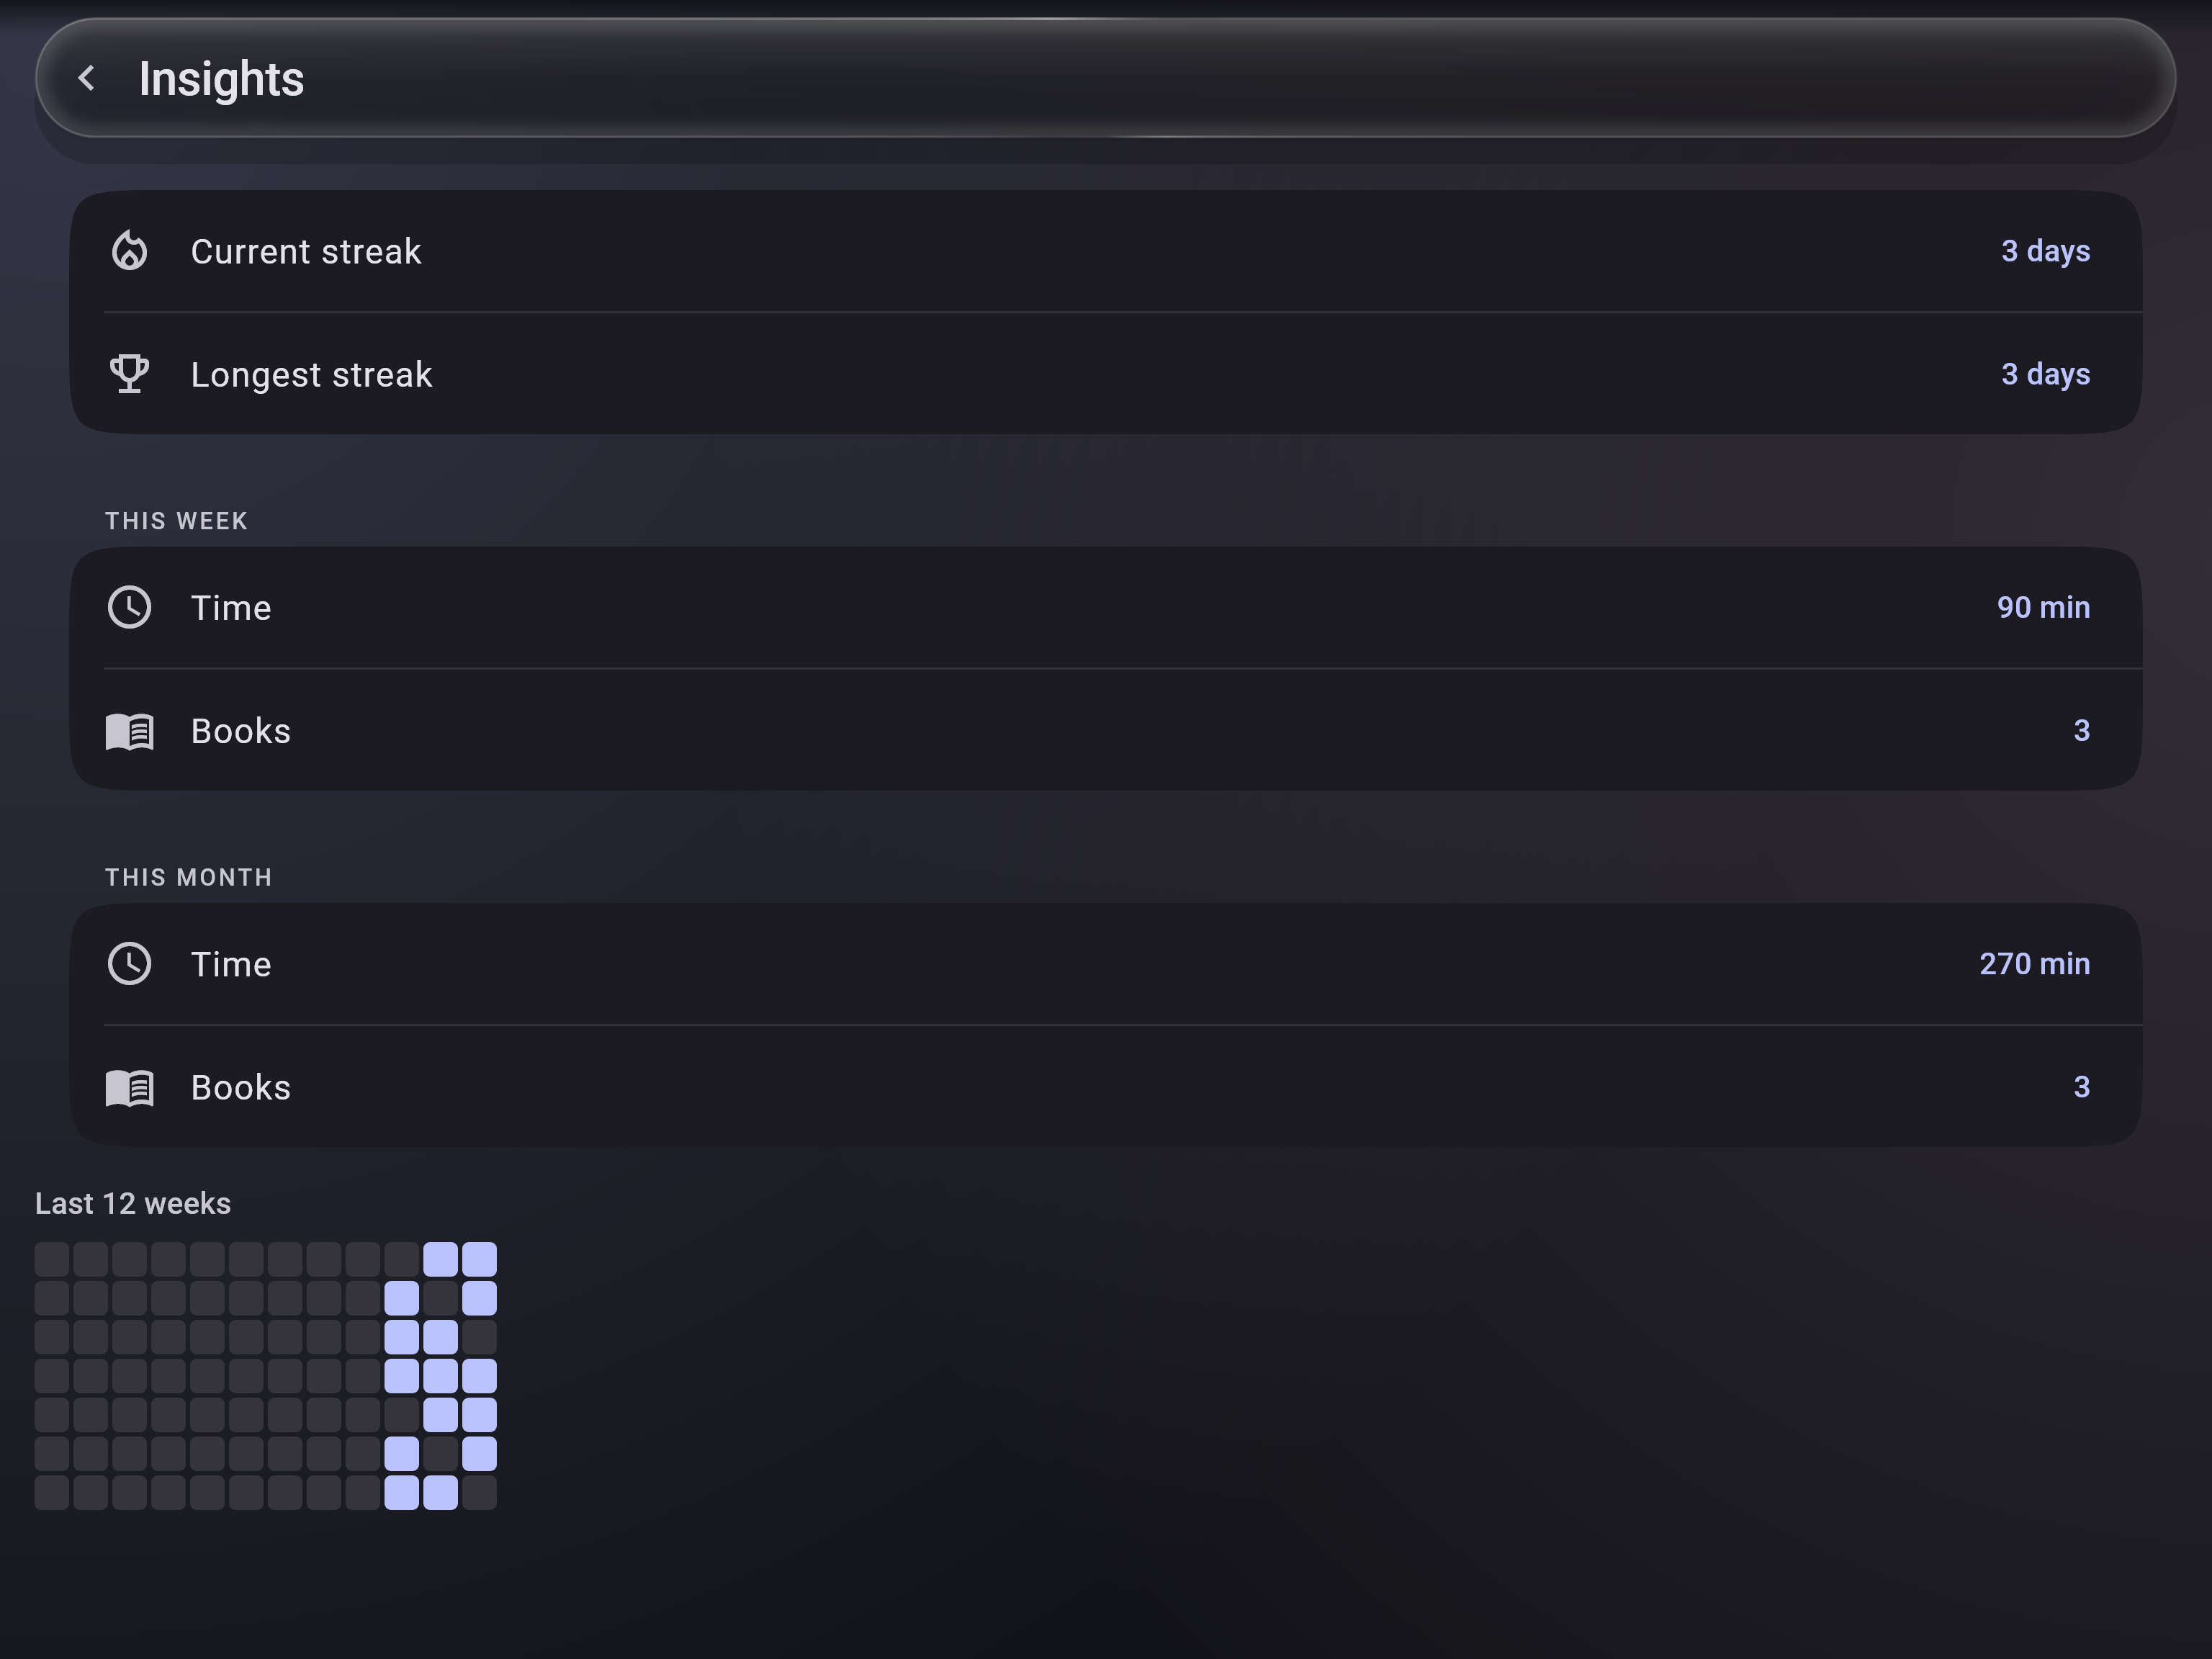 Insights
Current streak
3 days
Longest streak
3 days
THIS WEEK
Time
90 min
Books
3
THIS MONTH
Time
270 min
Books
3
Last 12 weeks